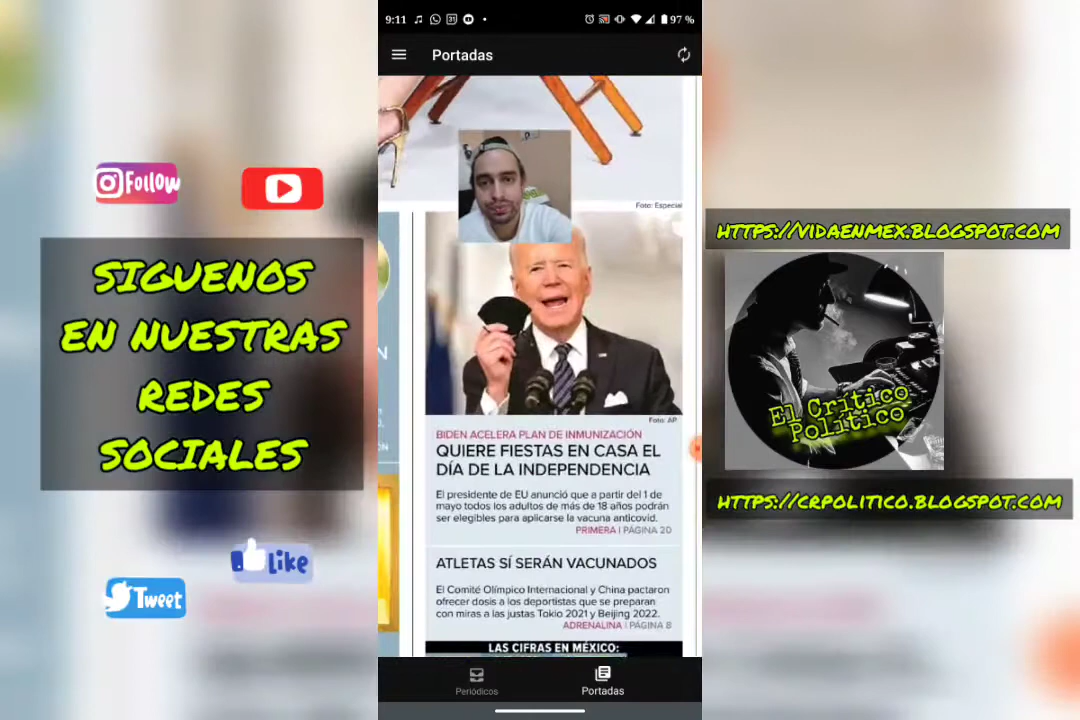 9:11
31
97 %
Portadas
Follow
SIGUENOS
EN NUESTRAS
REDES
SOCIALES
Like
Tweet
Foto: Especial
N
Foto: AP
BIDEN ACELERA PLAN DE INMUNIZACIÓN
QUIERE FIESTAS EN CASA EL
DÍA DE LA INDEPENDENCIA
El presidente de EU anunció que a partir del 1 de
mayo todos los adultos de más de 18 años podrán
ser elegibles para aplicarse la vacuna anticovid.
PRIMERA | PÁGINA 20
ATLETAS SÍ SERÁN VACUNADOS
El Comité Olímpico Internacional y China pactaron
ofrecer dosis a los deportistas que se preparan
con miras a las justas Tokio 2021 y Beijing 2022.
ADRENALINA | PÁGINA 8
LAS CIFRAS EN MÉXICO:
Periódicos
Portadas
HTTPS://VIDAENMEX.BLOGSPOT.COM
El Crítico
Político
HTTPS://CRPOLITICO.BLOGSPOT.COM